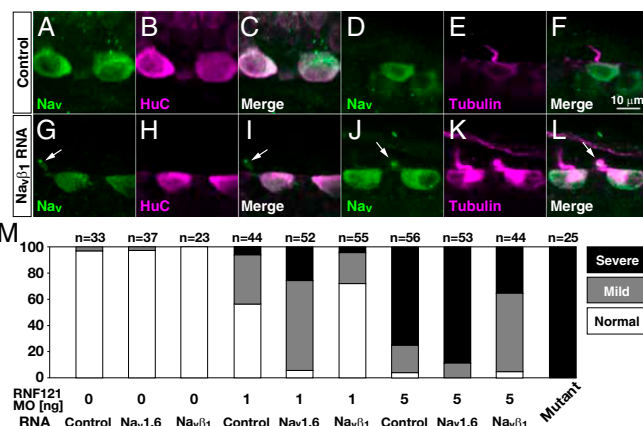 A B C D E F
Control
Naᵥ HuC Merge Naᵥ Tubulin Merge
10 µm
G H I J K L
Naᵥβ1 RNA
Naᵥ HuC Merge Naᵥ Tubulin Merge
M
n=33 n=37 n=23 n=44 n=52 n=55 n=56 n=53 n=44 n=25
100
80
60
40
20
0
Severe
Mild
Normal
RNF121 MO [ng] 0 0 0 1 1 1 5 5 5 Mutant
RNA Control Naᵥ1.6 Naᵥβ1 Control Naᵥ1.6 Naᵥβ1 Control Naᵥ1.6 Naᵥβ1